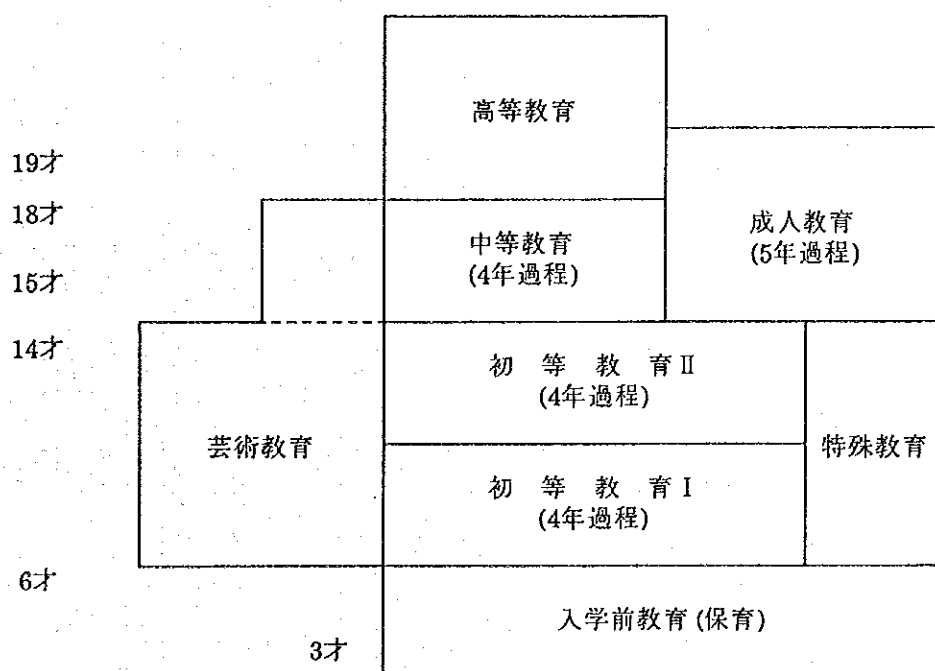 高等教育
19才
18才
成人教育
(5年過程)
中等教育
(4年過程)
15才
14才
初 等 教 育 II
(4年過程)
芸術教育
特殊教育
初 等 教 育 I
(4年過程)
6才
入学前教育 (保育)
3才